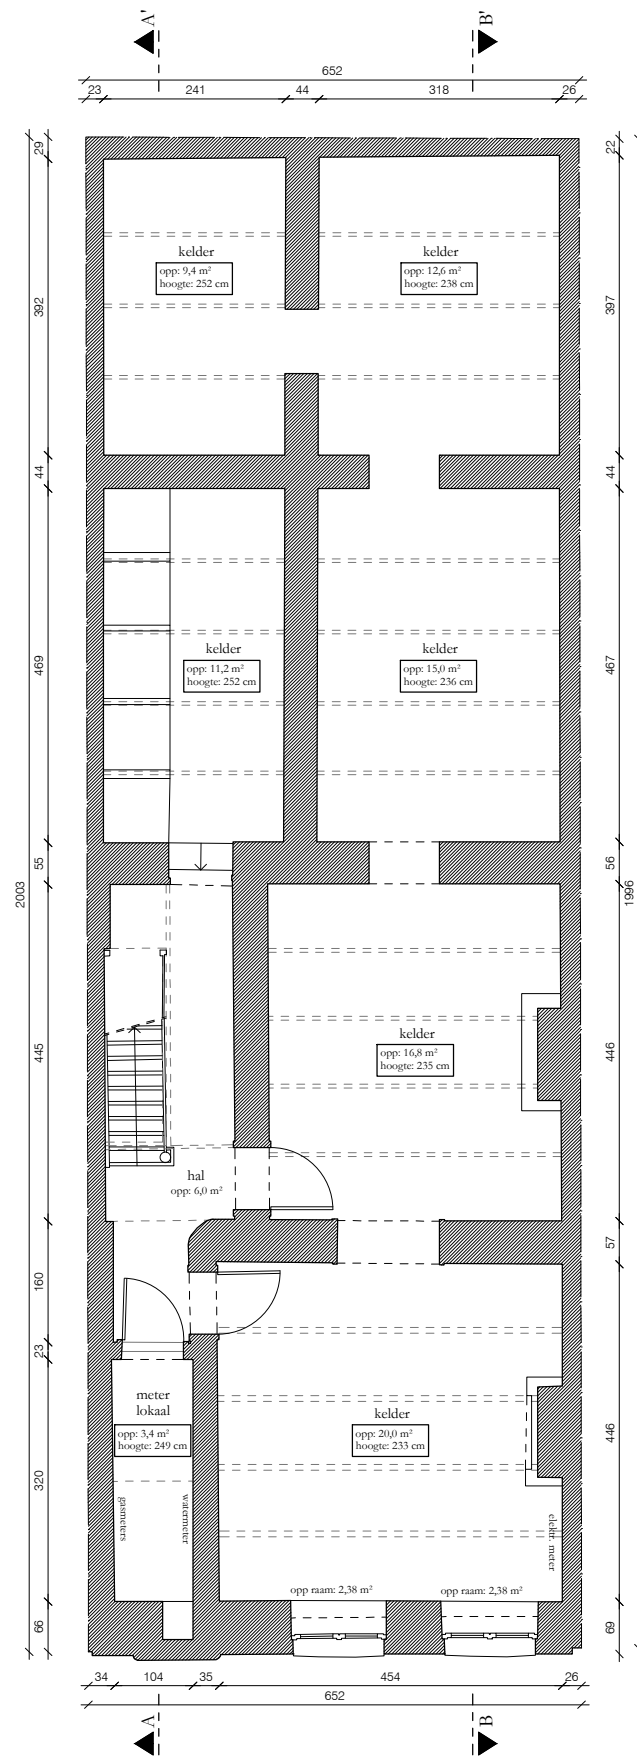 A'
B'
652
23
241
44
318
26
29
22
kelder
opp: 9,4 m²
hoogte: 252 cm
kelder
opp: 12,6 m²
hoogte: 238 cm
392
397
44
44
kelder
opp: 11,2 m²
hoogte: 252 cm
kelder
opp: 15,0 m²
hoogte: 236 cm
469
467
55
56
2003
1996
kelder
opp: 16,8 m²
hoogte: 235 cm
445
446
hal
opp: 6,0 m²
57
160
23
meter
lokaal
opp: 3,4 m²
hoogte: 249 cm
kelder
opp: 20,0 m²
hoogte: 233 cm
446
320
gasmeters
watermeter
elektr. meter
opp raam: 2,38 m²
opp raam: 2,38 m²
66
69
34
104
35
454
26
652
A
B